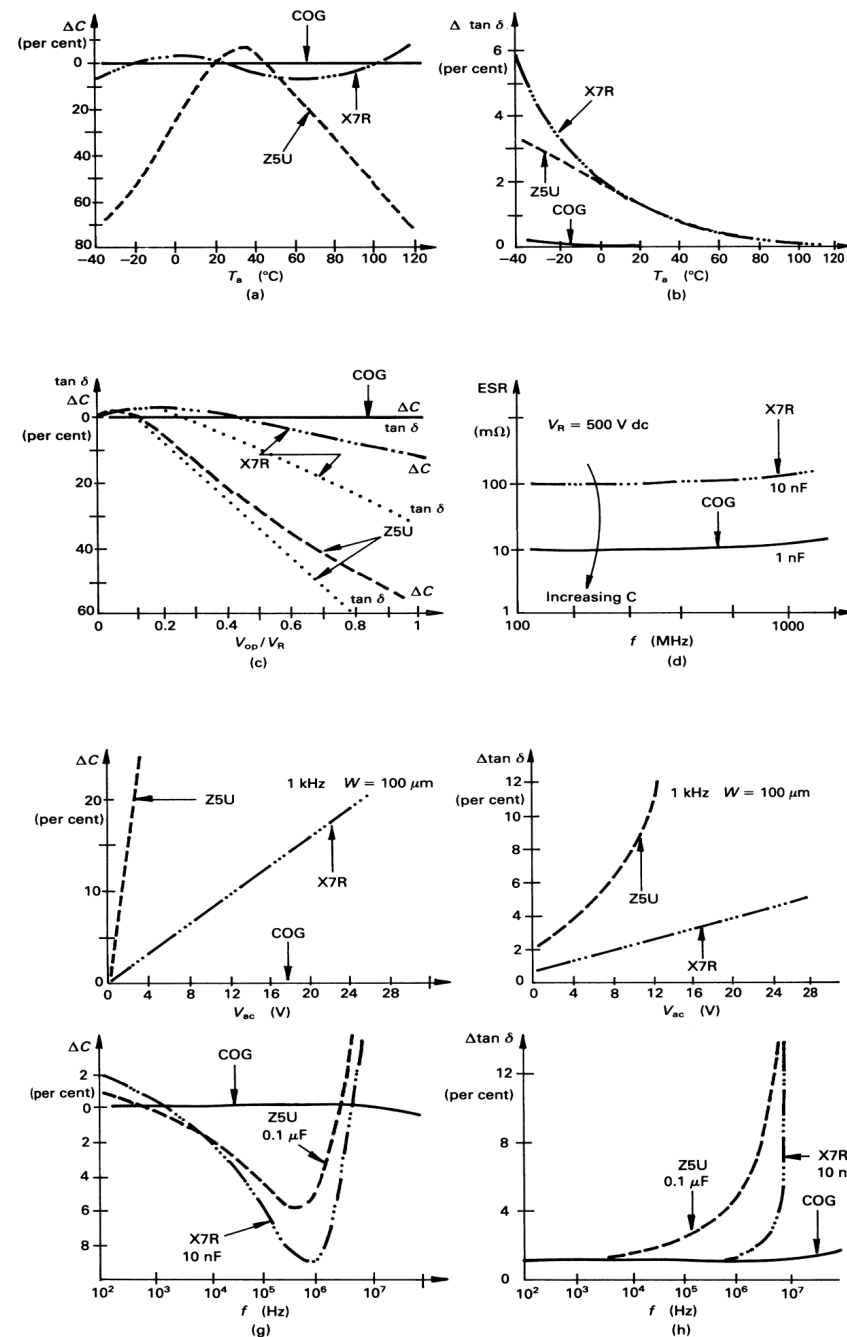 ΔC
(per cent)
COG
0
20
40
60
80
X7R
Z5U
−40 −20 0 20 40 60 80 100 120
Ta (°C)
(a)
Δ tan δ
(per cent)
6
4
2
0
X7R
Z5U
COG
−40 −20 0 20 40 60 80 100 120
Ta (°C)
(b)
tan δ
ΔC
(per cent)
0
20
40
60
COG
ΔC
tan δ
X7R
ΔC
tan δ
Z5U
tan δ
ΔC
0 0.2 0.4 0.6 0.8 1
Vop/VR
(c)
ESR
(mΩ)
VR = 500 V dc
X7R
100
10 nF
COG
10
1 nF
Increasing C
1
100 1000
f (MHz)
(d)
ΔC
(per cent)
20
10
0
Z5U
1 kHz W = 100 μm
X7R
COG
0 4 8 12 16 20 24 28
Vac (V)
Δtan δ
(per cent)
12
10
8
6
4
2
0
1 kHz W = 100 μm
Z5U
X7R
0 4 8 12 16 20 24 28
Vac (V)
ΔC
(per cent)
2
0
2
4
6
8
COG
Z5U
0.1 μF
X7R
10 nF
10² 10³ 10⁴ 10⁵ 10⁶ 10⁷
f (Hz)
(g)
Δtan δ
(per cent)
12
8
4
0
Z5U
0.1 μF
X7R
10 n
COG
10² 10³ 10⁴ 10⁵ 10⁶ 10⁷
f (Hz)
(h)